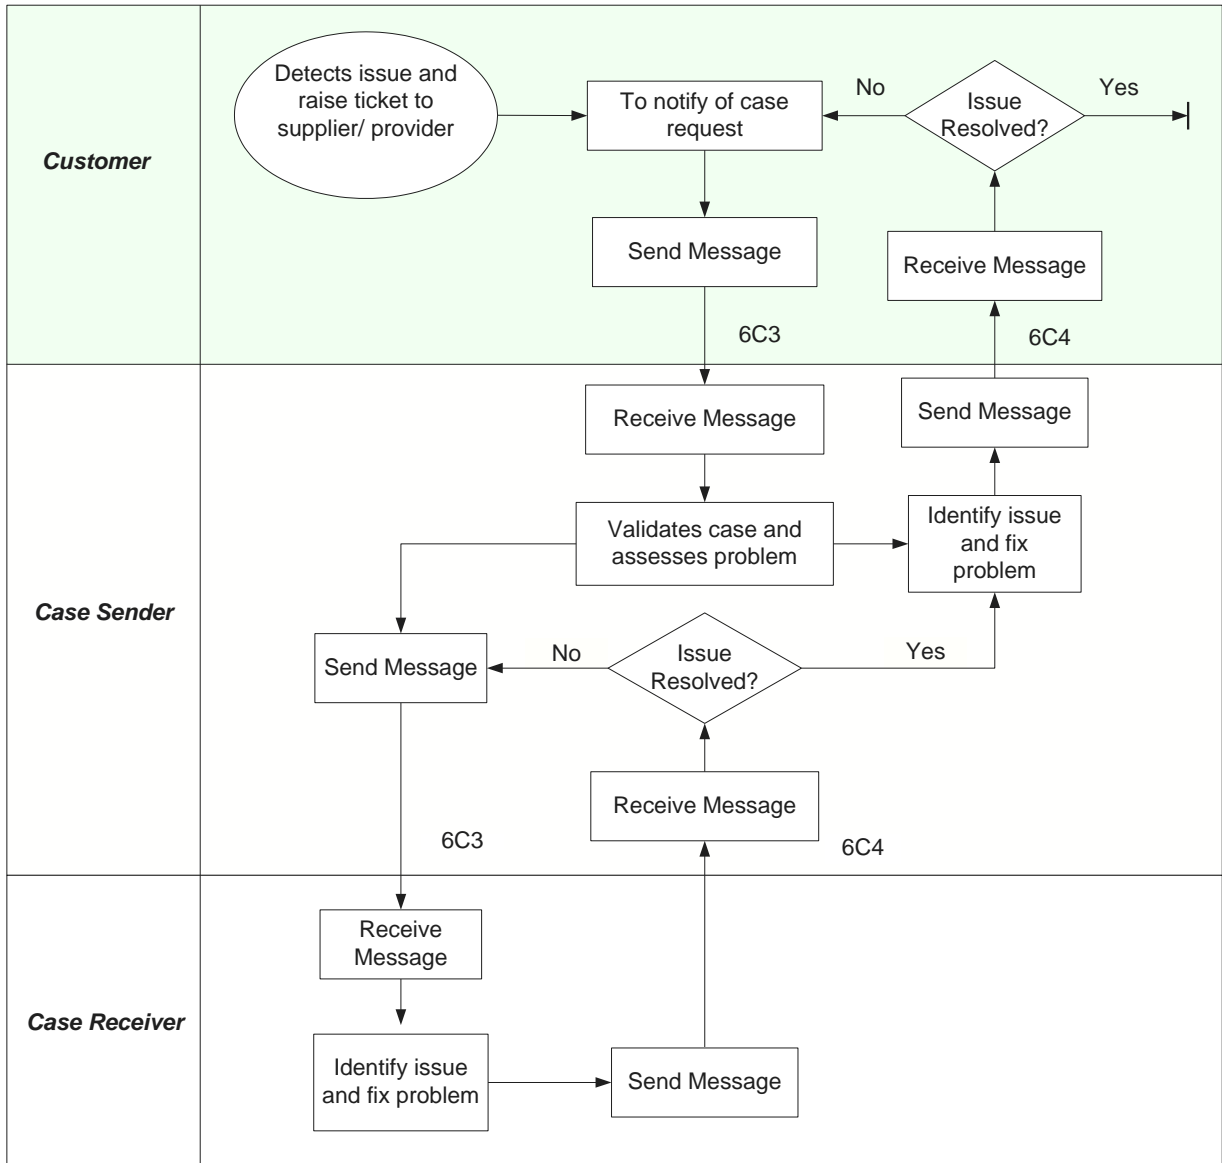 Customer
Detects issue and
raise ticket to
supplier/ provider
To notify of case
request
No
Issue
Resolved?
Yes
Send Message
Receive Message
6C3
6C4
Case Sender
Receive Message
Send Message
Validates case and
assesses problem
Identify issue
and fix
problem
Send Message
No
Issue
Resolved?
Yes
Receive Message
6C3
6C4
Case Receiver
Receive
Message
Identify issue
and fix problem
Send Message